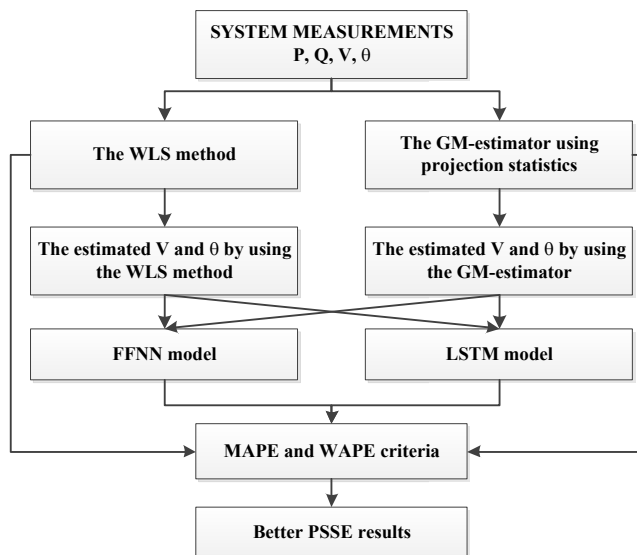 SYSTEM MEASUREMENTS
P, Q, V, θ
The WLS method
The GM-estimator using
projection statistics
The estimated V and θ by using
the WLS method
The estimated V and θ by using
the GM-estimator
FFNN model
LSTM model
MAPE and WAPE criteria
Better PSSE results